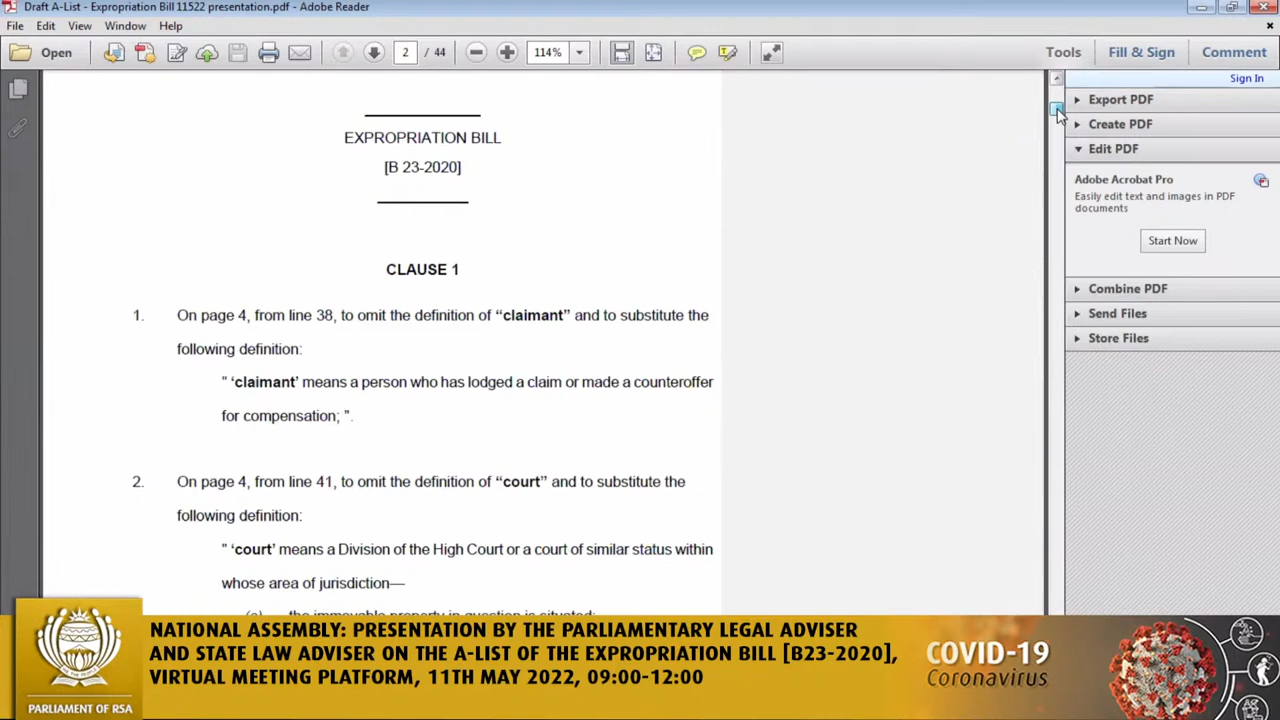 Draft A-List - Expropriation Bill 11522 presentation.pdf - Adobe Reader
File Edit View Window Help
Open 2 / 44 114% Tools Fill & Sign Comment
Sign In
Export PDF
Create PDF
Edit PDF
Adobe Acrobat Pro
Easily edit text and images in PDF
documents
Start Now
Combine PDF
Send Files
Store Files
EXPROPRIATION BILL
[B 23-2020]
CLAUSE 1
1. On page 4, from line 38, to omit the definition of “claimant” and to substitute the
following definition:
" ‘claimant’ means a person who has lodged a claim or made a counteroffer
for compensation; ”.
2. On page 4, from line 41, to omit the definition of “court” and to substitute the
following definition:
" ‘court’ means a Division of the High Court or a court of similar status within
whose area of jurisdiction—
(a) the immovable property in question is situated;
NATIONAL ASSEMBLY: PRESENTATION BY THE PARLIAMENTARY LEGAL ADVISER
AND STATE LAW ADVISER ON THE A-LIST OF THE EXPROPRIATION BILL [B23-2020],
VIRTUAL MEETING PLATFORM, 11TH MAY 2022, 09:00-12:00
PARLIAMENT OF RSA
COVID-19
Coronavirus